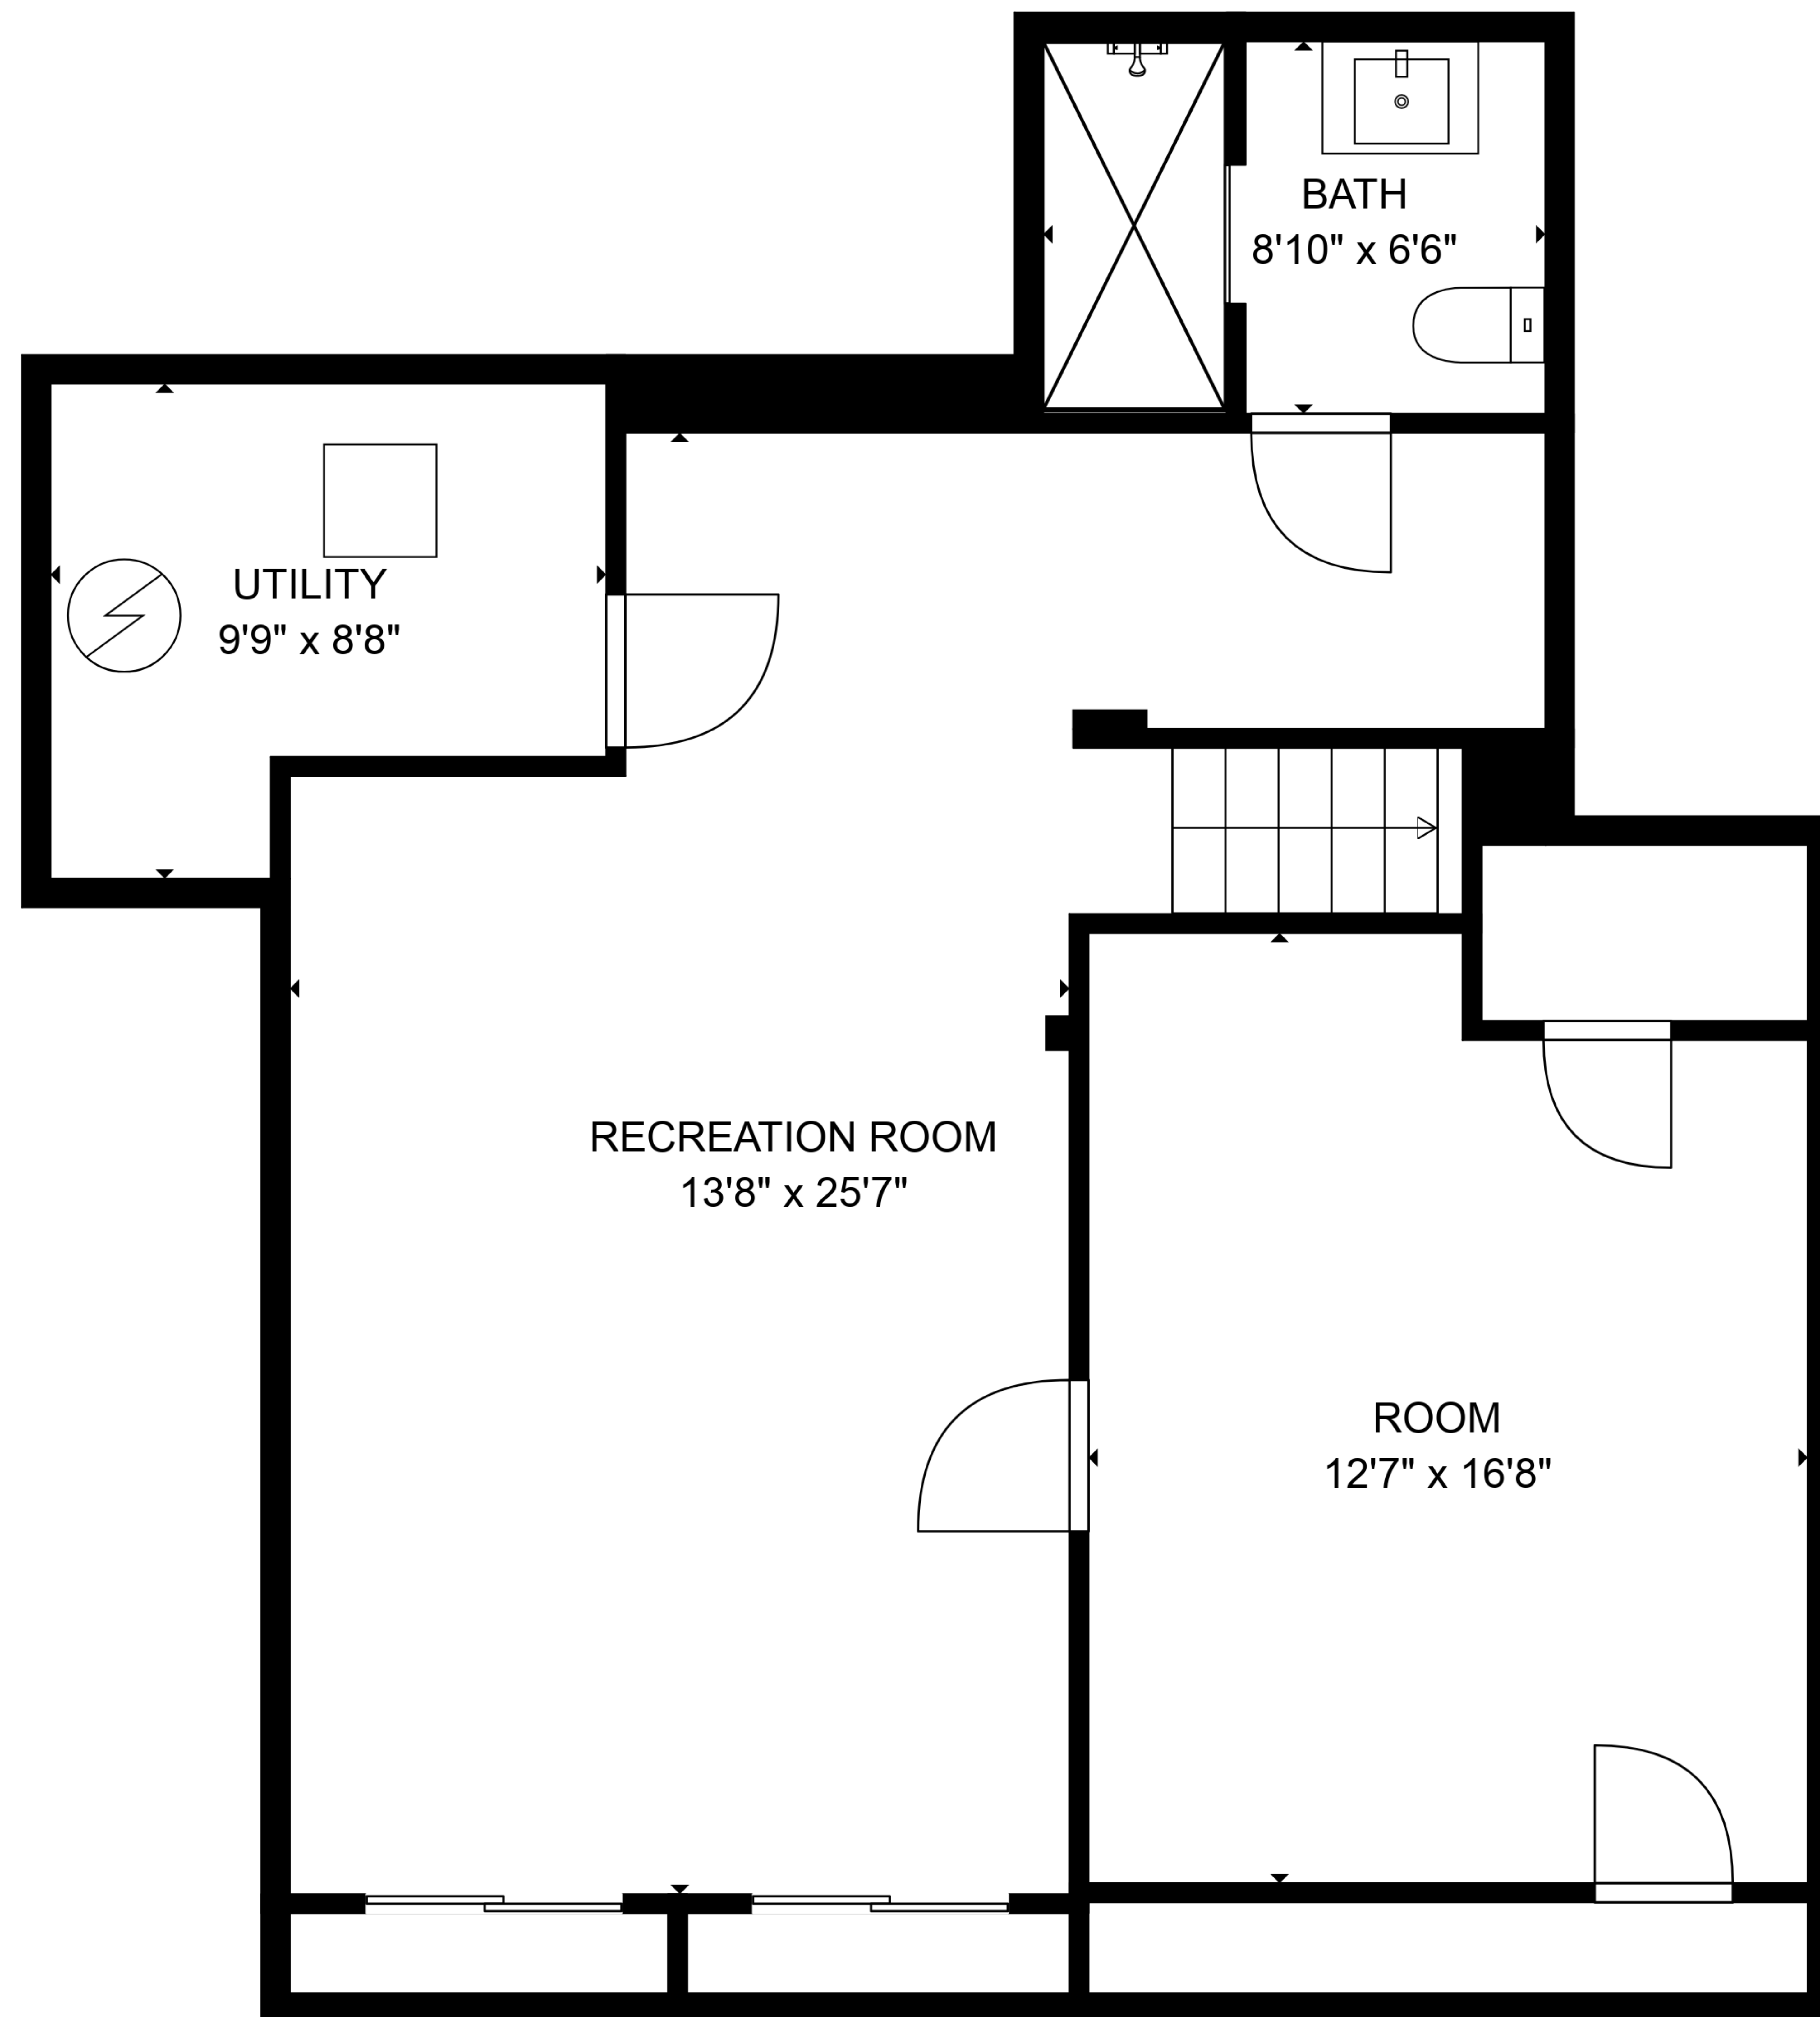 BATH
8'10" x 6'6"
UTILITY
9'9" x 8'8"
RECREATION ROOM
13'8" x 25'7"
ROOM
12'7" x 16'8"